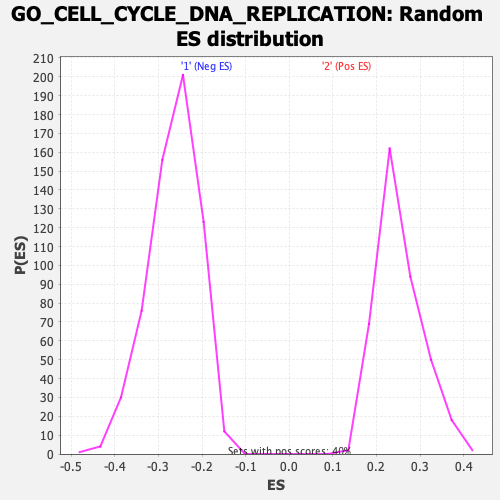 GO_CELL_CYCLE_DNA_REPLICATION: Random
ES distribution
'1' (Neg ES)
'2' (Pos ES)
210
200
190
180
170
160
150
140
130
120
110
100
90
80
70
60
50
40
30
20
10
0
P(ES)
Sets with pos scores: 40%
-0.5 -0.4 -0.3 -0.2 -0.1 0.0 0.1 0.2 0.3 0.4
ES